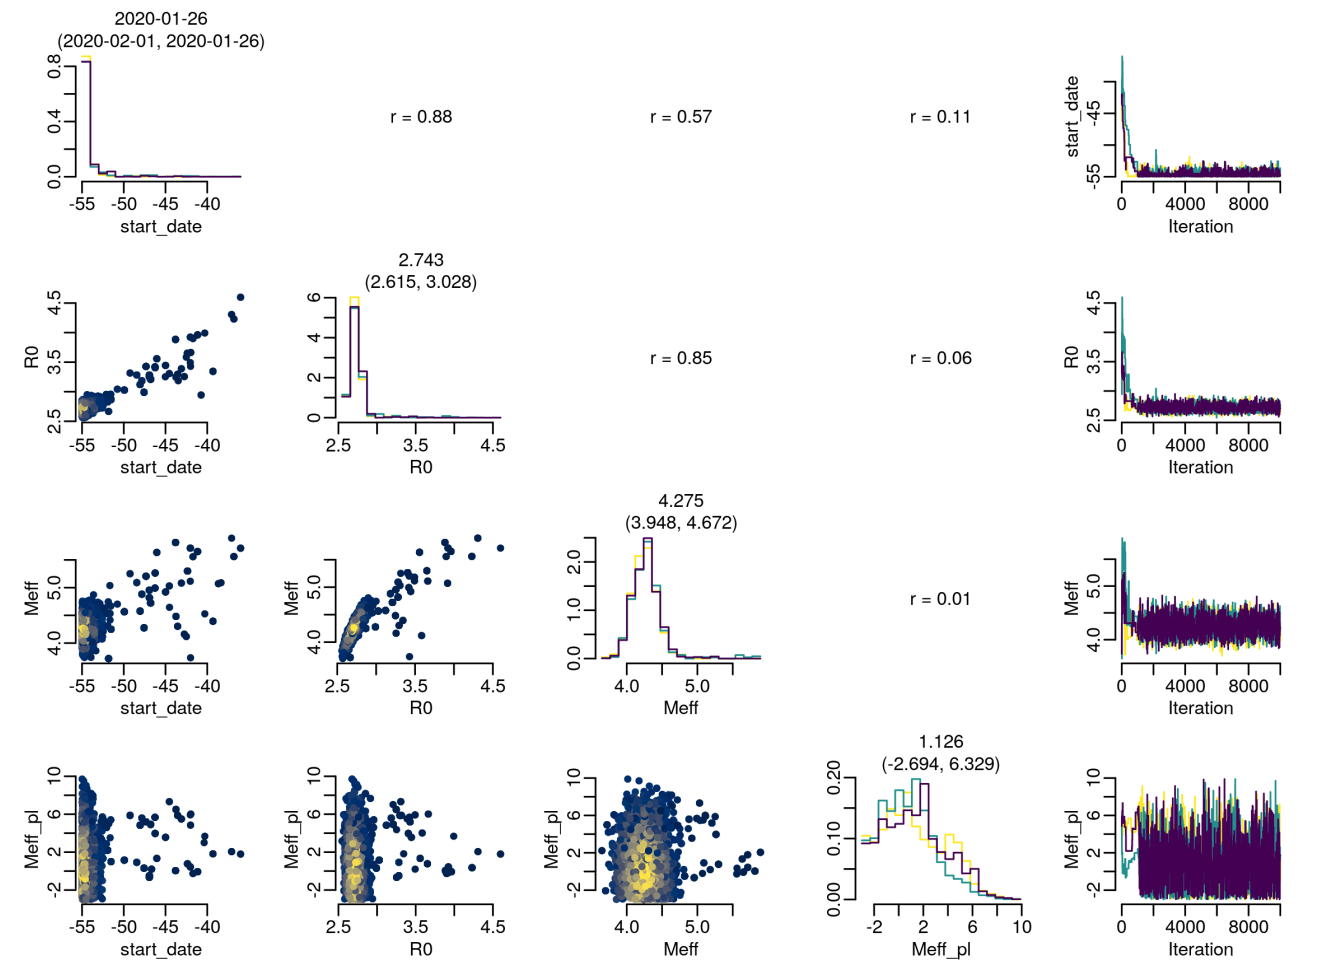 2020-01-26
(2020-02-01, 2020-01-26)
0.0 0.4 0.8
-55 -50 -45 -40
start_date
r = 0.88
r = 0.57
r = 0.11
start_date
-55 -45
0 4000 8000
Iteration
R0
2.5 3.5 4.5
-55 -50 -45 -40
start_date
2.743
(2.615, 3.028)
0 2 4 6
2.5 3.5 4.5
R0
r = 0.85
r = 0.06
R0
2.5 3.5 4.5
0 4000 8000
Iteration
Meff
4.0 5.0
-55 -50 -45 -40
start_date
Meff
4.0 5.0
2.5 3.5 4.5
R0
4.275
(3.948, 4.672)
0.0 1.0 2.0
4.0 5.0
Meff
r = 0.01
Meff
4.0 5.0
0 4000 8000
Iteration
Meff_pl
-2 2 6 10
-55 -50 -45 -40
start_date
Meff_pl
-2 2 6 10
2.5 3.5 4.5
R0
Meff_pl
-2 2 6 10
4.0 5.0
Meff
1.126
(-2.694, 6.329)
0.00 0.10 0.20
-2 2 6 10
Meff_pl
Meff_pl
-2 2 6 10
0 4000 8000
Iteration